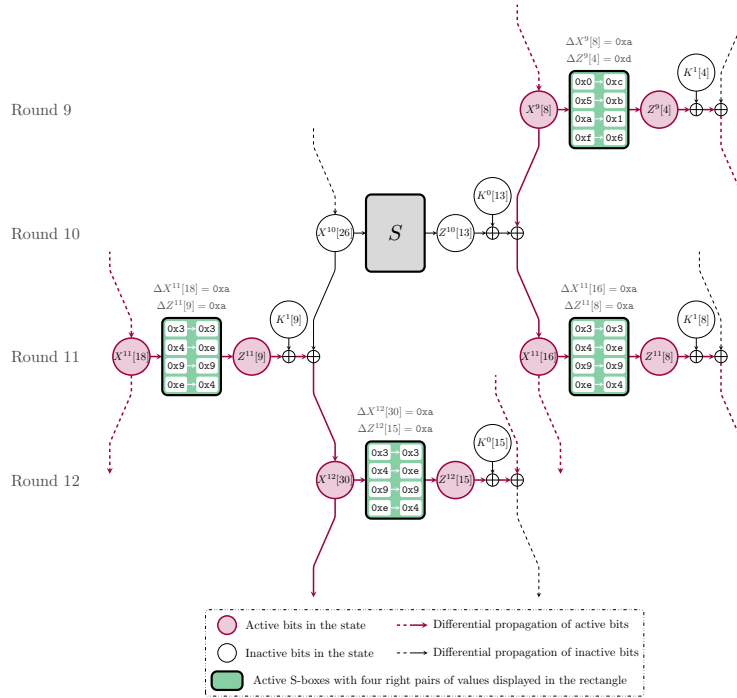 ΔX⁹[8] = 0xa
ΔZ⁹[4] = 0xd
K¹[4]
Round 9
X⁹[8]
0x0 → 0xc
0x5 → 0xb
0xa → 0x1
0xf → 0x6
Z⁹[4]
K⁰[13]
Round 10
X¹⁰[26]
S
Z¹⁰[13]
ΔX¹¹[18] = 0xa
ΔZ¹¹[9] = 0xa
K¹[9]
ΔX¹¹[16] = 0xa
ΔZ¹¹[8] = 0xa
K¹[8]
Round 11
X¹¹[18]
0x3 → 0x3
0x4 → 0xe
0x9 → 0x9
0xe → 0x4
Z¹¹[9]
X¹¹[16]
0x3 → 0x3
0x4 → 0xe
0x9 → 0x9
0xe → 0x4
Z¹¹[8]
ΔX¹²[30] = 0xa
ΔZ¹²[15] = 0xa
K⁰[15]
Round 12
X¹²[30]
0x3 → 0x3
0x4 → 0xe
0x9 → 0x9
0xe → 0x4
Z¹²[15]
Active bits in the state
Differential propagation of active bits
Inactive bits in the state
Differential propagation of inactive bits
Active S-boxes with four right pairs of values displayed in the rectangle